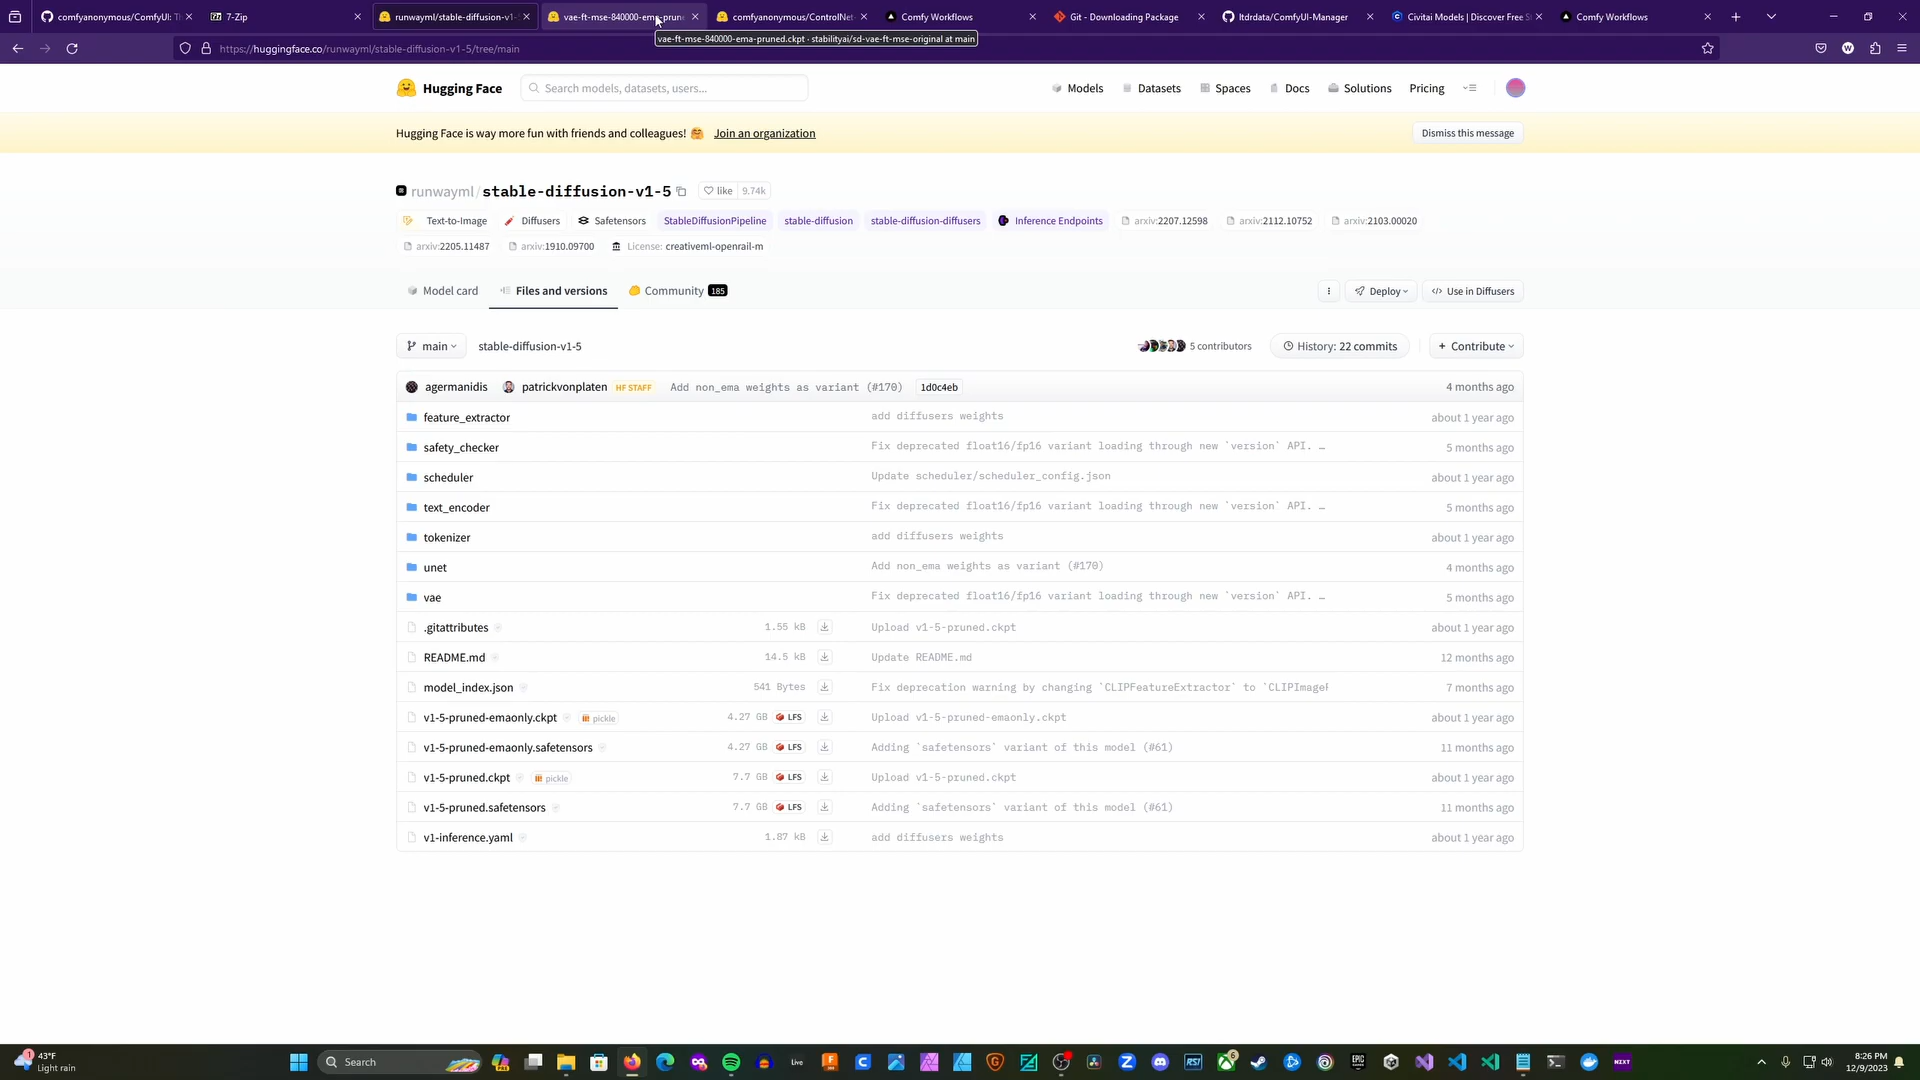 comfyanonymous/ComfyUI: Th
7-Zip
runwayml/stable-diffusion-v1-5
vae-ft-mse-840000-ema-prune
comfyanonymous/ControlNet-
Comfy Workflows
Git - Downloading Package
ltdrdata/ComfyUI-Manager
Civitai Models | Discover Free S
Comfy Workflows
https://huggingface.co/runwayml/stable-diffusion-v1-5/tree/main
vae-ft-mse-840000-ema-pruned.ckpt · stabilityai/sd-vae-ft-mse-original at main
Hugging Face
Search models, datasets, users...
Models
Datasets
Spaces
Docs
Solutions
Pricing
Hugging Face is way more fun with friends and colleagues! 🤗 Join an organization
Dismiss this message
runwayml/stable-diffusion-v1-5
like 9.74k
Text-to-Image
Diffusers
Safetensors
StableDiffusionPipeline
stable-diffusion
stable-diffusion-diffusers
Inference Endpoints
arxiv:2207.12598
arxiv:2112.10752
arxiv:2103.00020
arxiv:2205.11487
arxiv:1910.09700
License: creativeml-openrail-m
Model card
Files and versions
Community 185
Deploy
</> Use in Diffusers
main
stable-diffusion-v1-5
5 contributors
History: 22 commits
+ Contribute
agermanidis patrickvonplaten HF STAFF Add non_ema weights as variant (#170) 1d0c4eb 4 months ago
feature_extractor add diffusers weights about 1 year ago
safety_checker Fix deprecated float16/fp16 variant loading through new `version` API. … 5 months ago
scheduler Update scheduler/scheduler_config.json about 1 year ago
text_encoder Fix deprecated float16/fp16 variant loading through new `version` API. … 5 months ago
tokenizer add diffusers weights about 1 year ago
unet Add non_ema weights as variant (#170) 4 months ago
vae Fix deprecated float16/fp16 variant loading through new `version` API. … 5 months ago
.gitattributes 1.55 kB Upload v1-5-pruned.ckpt about 1 year ago
README.md 14.5 kB Update README.md 12 months ago
model_index.json 541 Bytes Fix deprecation warning by changing `CLIPFeatureExtractor` to `CLIPImageP 7 months ago
v1-5-pruned-emaonly.ckpt pickle 4.27 GB LFS Upload v1-5-pruned-emaonly.ckpt about 1 year ago
v1-5-pruned-emaonly.safetensors 4.27 GB LFS Adding `safetensors` variant of this model (#61) 11 months ago
v1-5-pruned.ckpt pickle 7.7 GB LFS Upload v1-5-pruned.ckpt about 1 year ago
v1-5-pruned.safetensors 7.7 GB LFS Adding `safetensors` variant of this model (#61) 11 months ago
v1-inference.yaml 1.87 kB add diffusers weights about 1 year ago
43°F
Light rain
Search
Live
8:26 PM
12/9/2023